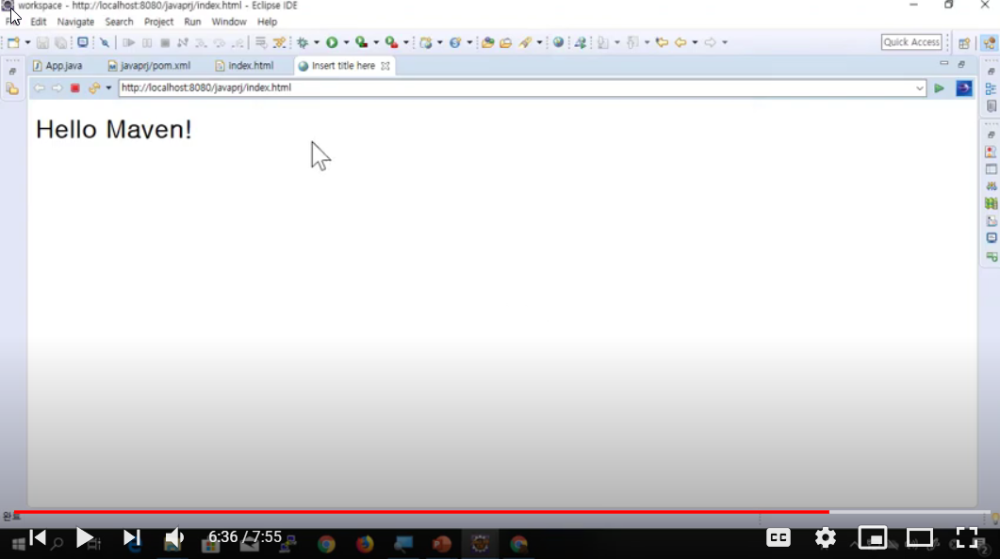 workspace - http://localhost:8080/javaprj/index.html - Eclipse IDE
Edit Navigate Search Project Run Window Help
Quick Access
App.java javaprj/pom.xml index.html Insert title here
http://localhost:8080/javaprj/index.html
Hello Maven!
완료
6:36 / 7:55 CC